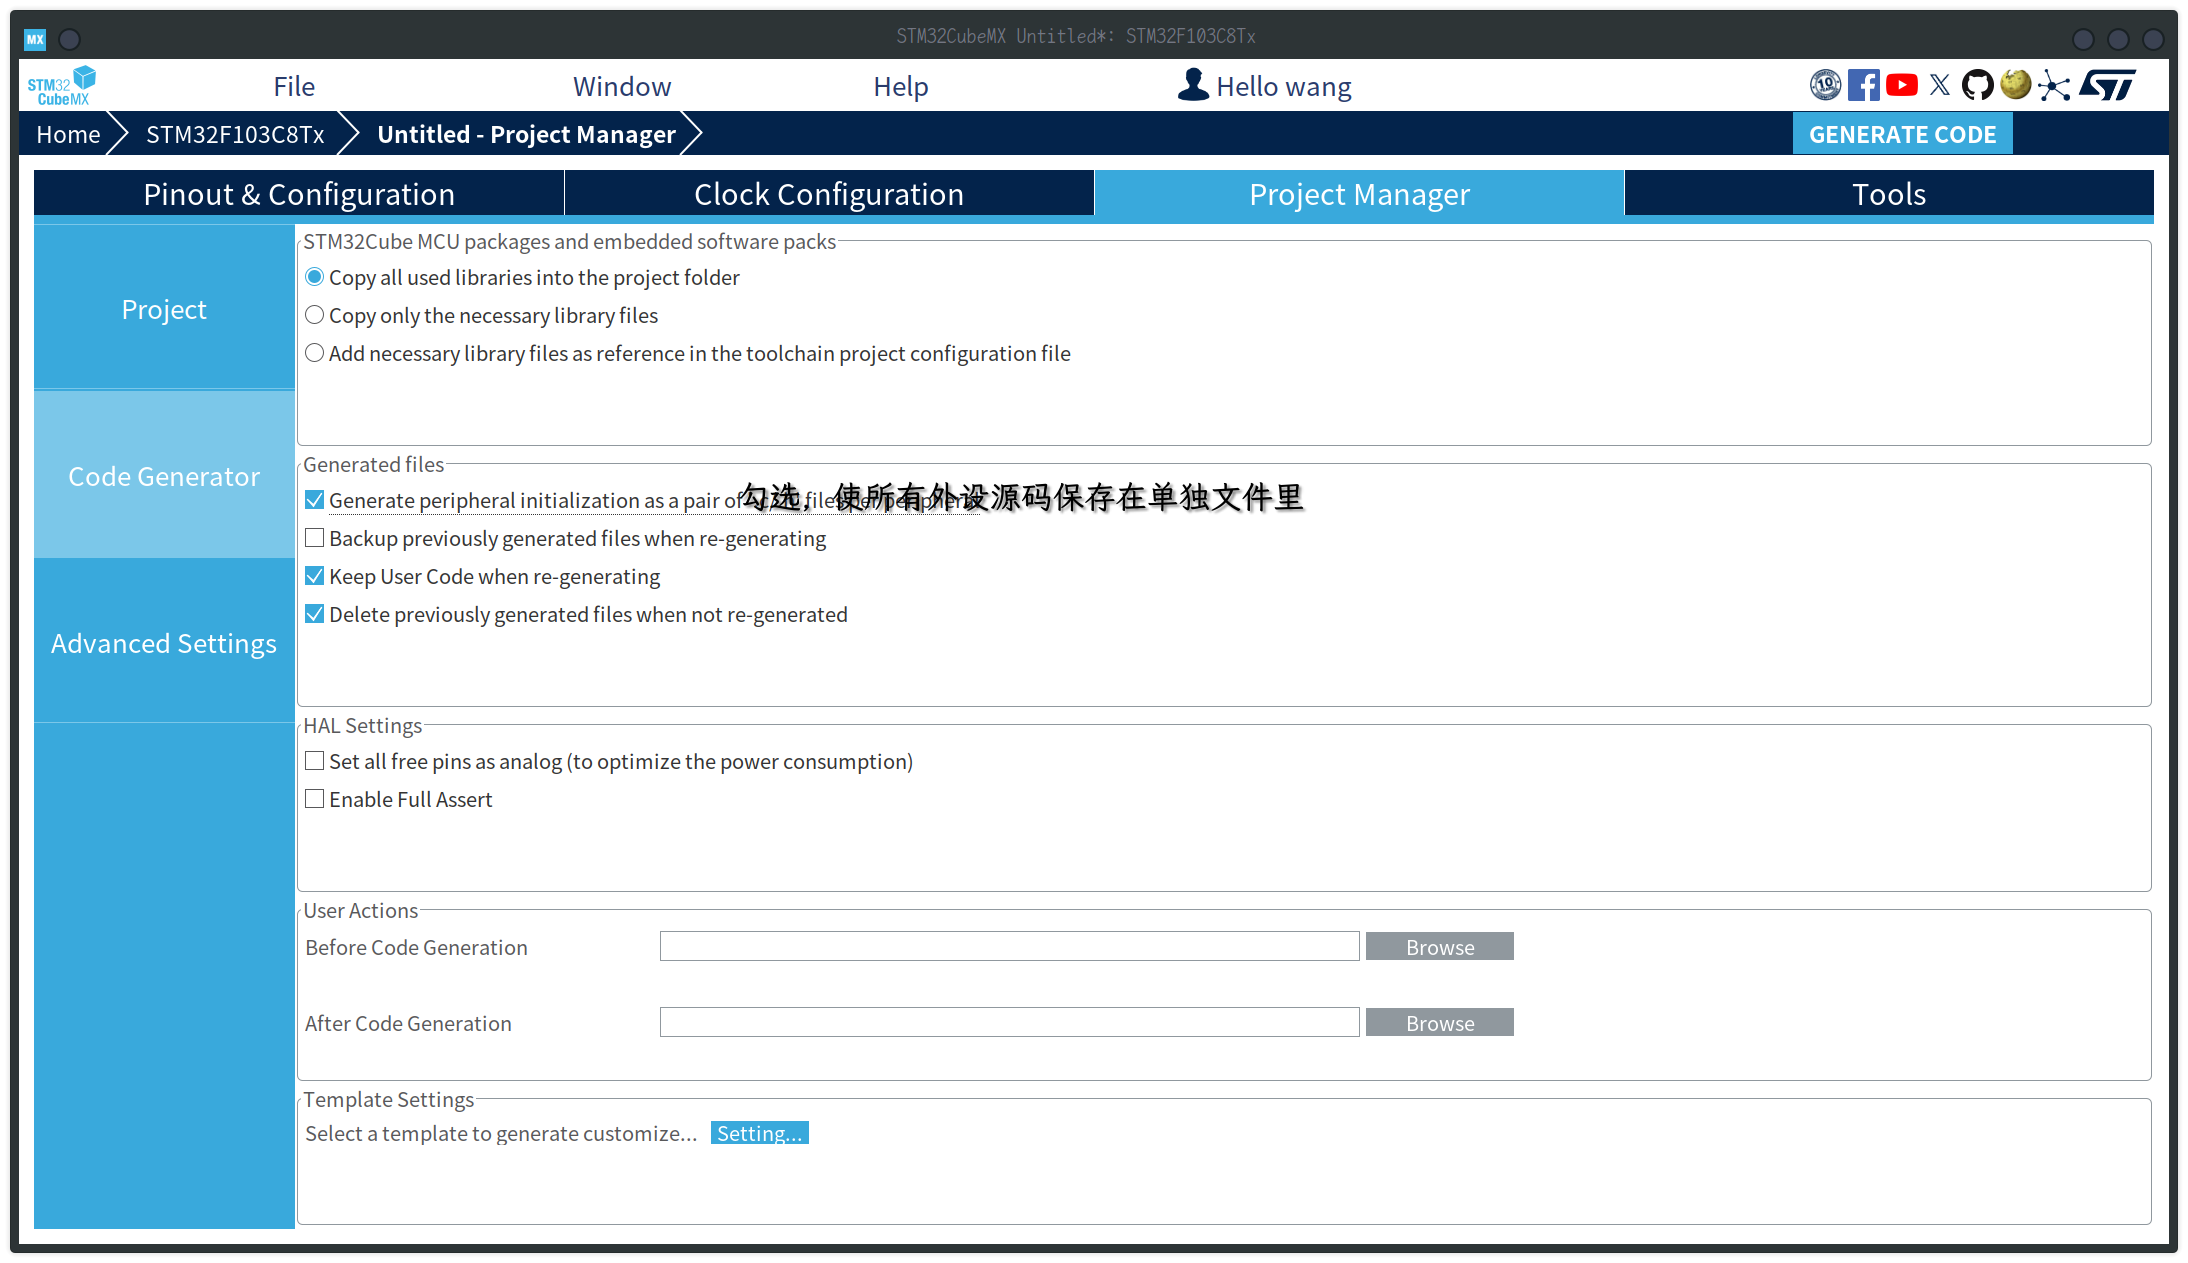 MX
STM32CubeMX Untitled*: STM32F103C8Tx
STM32
CubeMX
File
Window
Help
Hello wang
10
YEARS
Home
STM32F103C8Tx
Untitled - Project Manager
GENERATE CODE
Pinout & Configuration
Clock Configuration
Project Manager
Tools
Project
Code Generator
Advanced Settings
STM32Cube MCU packages and embedded software packs
Copy all used libraries into the project folder
Copy only the necessary library files
Add necessary library files as reference in the toolchain project configuration file
Generated files
Generate peripheral initialization as a pair of files per
勾选，使所有外设源码保存在单独文件里
Backup previously generated files when re-generating
Keep User Code when re-generating
Delete previously generated files when not re-generated
HAL Settings
Set all free pins as analog (to optimize the power consumption)
Enable Full Assert
User Actions
Before Code Generation
Browse
After Code Generation
Browse
Template Settings
Select a template to generate customize...
Setting...